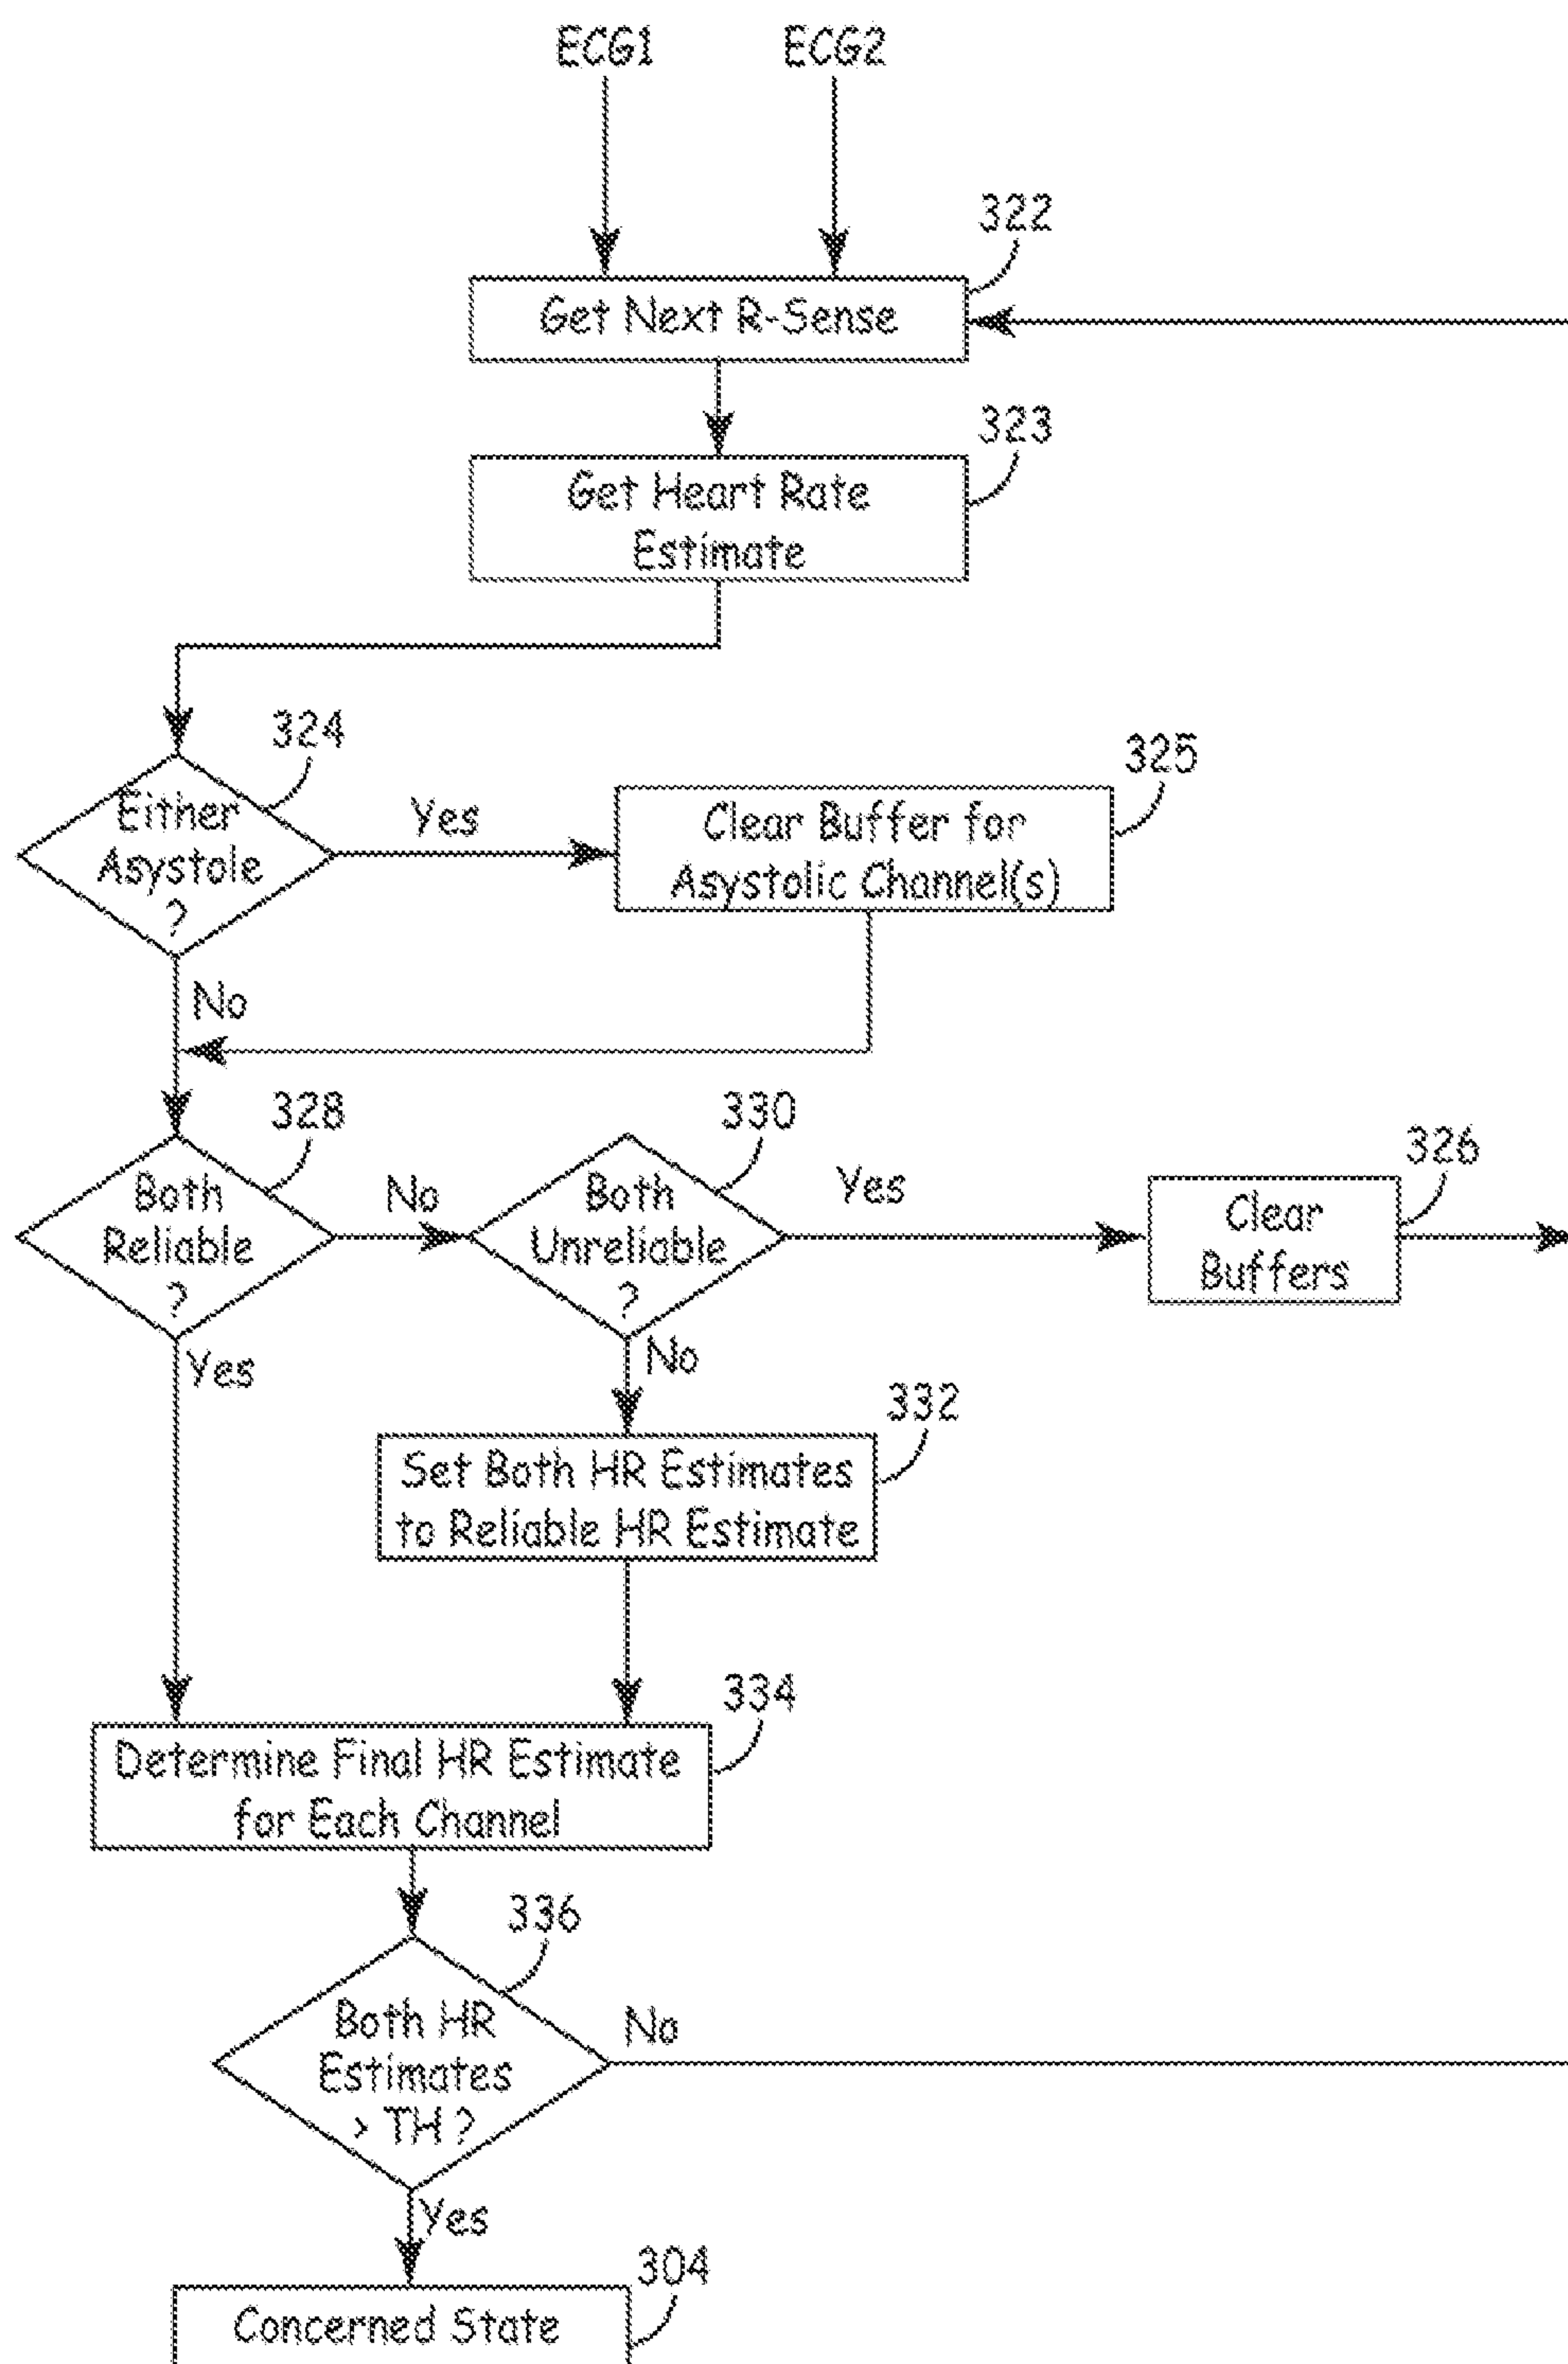 ECG1 ECG2
322
Get Next R-Sense
323
Get Heart Rate
Estimate
324
Either
Asystole
?
Yes
325
Clear Buffer for
Asystolic Channel(s)
No
328
Both
Reliable
?
No
330
Both
Unreliable
?
Yes
326
Clear
Buffers
Yes
No
332
Set Both HR Estimates
to Reliable HR Estimate
334
Determine Final HR Estimate
for Each Channel
336
Both HR
Estimates
> TH ?
No
Yes
304
Concerned State